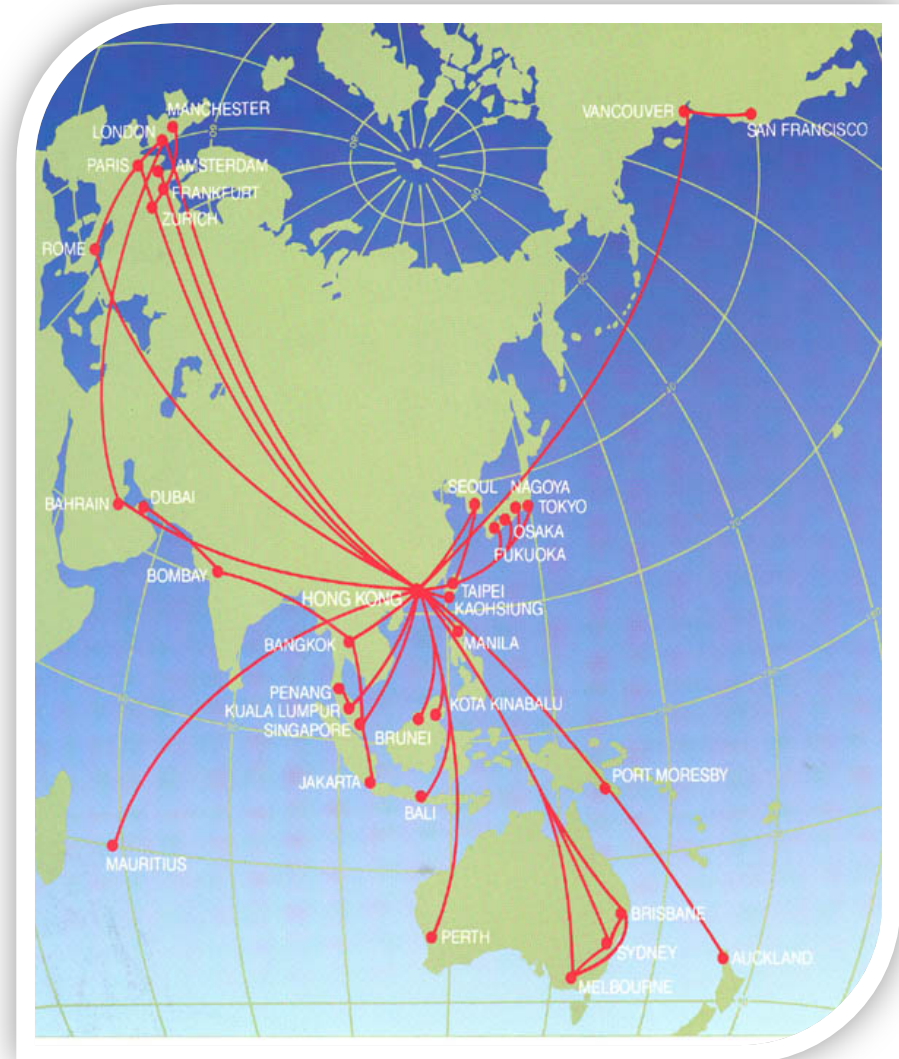 MANCHESTER
LONDON
VANCOUVER
SAN FRANCISCO
PARIS
AMSTERDAM
FRANKFURT
ZURICH
ROME
SEOUL
NAGOYA
BAHRAIN
DUBAI
TOKYO
OSAKA
FUKUOKA
BOMBAY
TAIPEI
HONG KONG
KAOHSIUNG
BANGKOK
MANILA
PENANG
KUALA LUMPUR
KOTA KINABALU
SINGAPORE
BRUNEI
JAKARTA
PORT MORESBY
BALI
MAURITIUS
BRISBANE
PERTH
SYDNEY
AUCKLAND
MELBOURNE